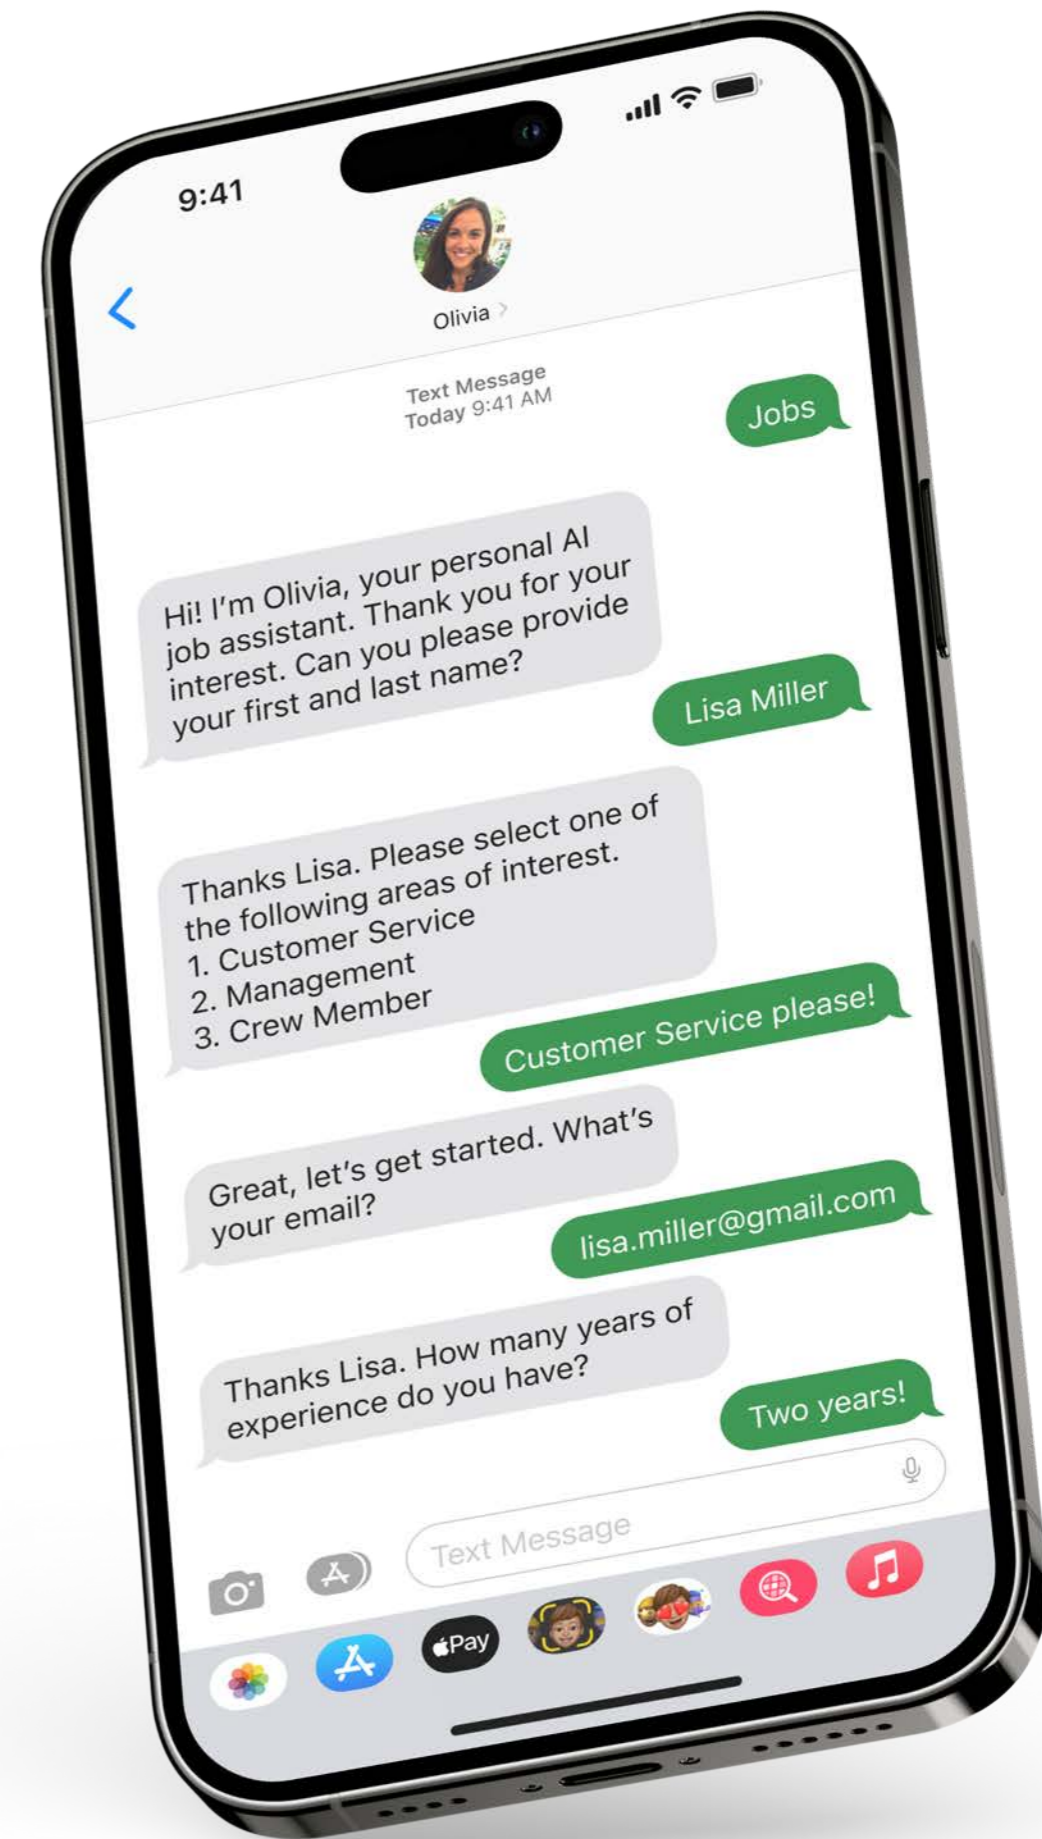 9:41
Olivia
Text Message
Today 9:41 AM
Jobs
Hi! I'm Olivia, your personal AI
job assistant. Thank you for your
interest. Can you please provide
your first and last name?
Lisa Miller
Thanks Lisa. Please select one of
the following areas of interest.
1. Customer Service
2. Management
3. Crew Member
Customer Service please!
Great, let's get started. What's
your email?
lisa.miller@gmail.com
Thanks Lisa. How many years of
experience do you have?
Two years!
Text Message
Pay